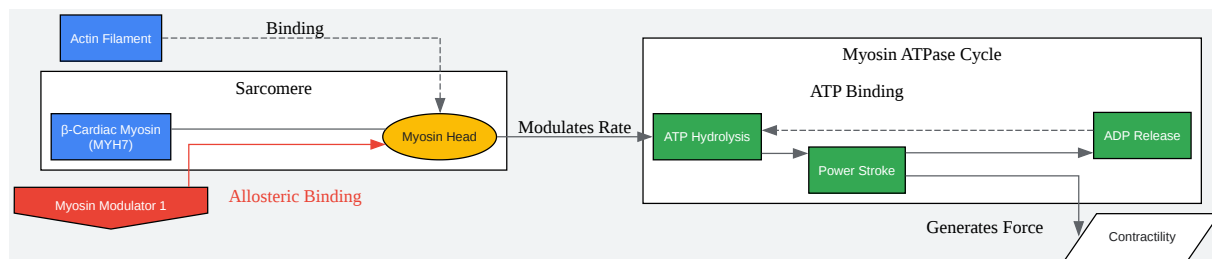 Actin Filament
Binding
Sarcomere
β-Cardiac Myosin
(MYH7)
Myosin Head
Myosin Modulator 1
Allosteric Binding
Modulates Rate
Myosin ATPase Cycle
ATP Binding
ATP Hydrolysis
Power Stroke
ADP Release
Generates Force
Contractility